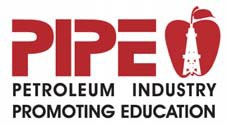 PIPE
PETROLEUM INDUSTRY
PROMOTING EDUCATION